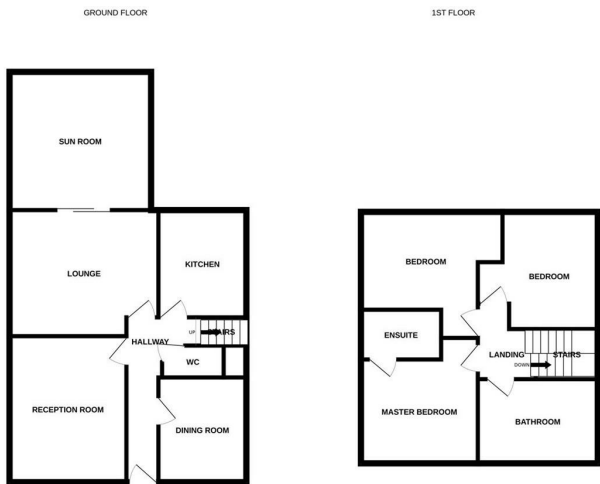 GROUND FLOOR
SUN ROOM
LOUNGE
KITCHEN
UP
STAIRS
HALLWAY
WC
RECEPTION ROOM
DINING ROOM
1ST FLOOR
BEDROOM
BEDROOM
ENSUITE
LANDING
STAIRS
DOWN
MASTER BEDROOM
BATHROOM